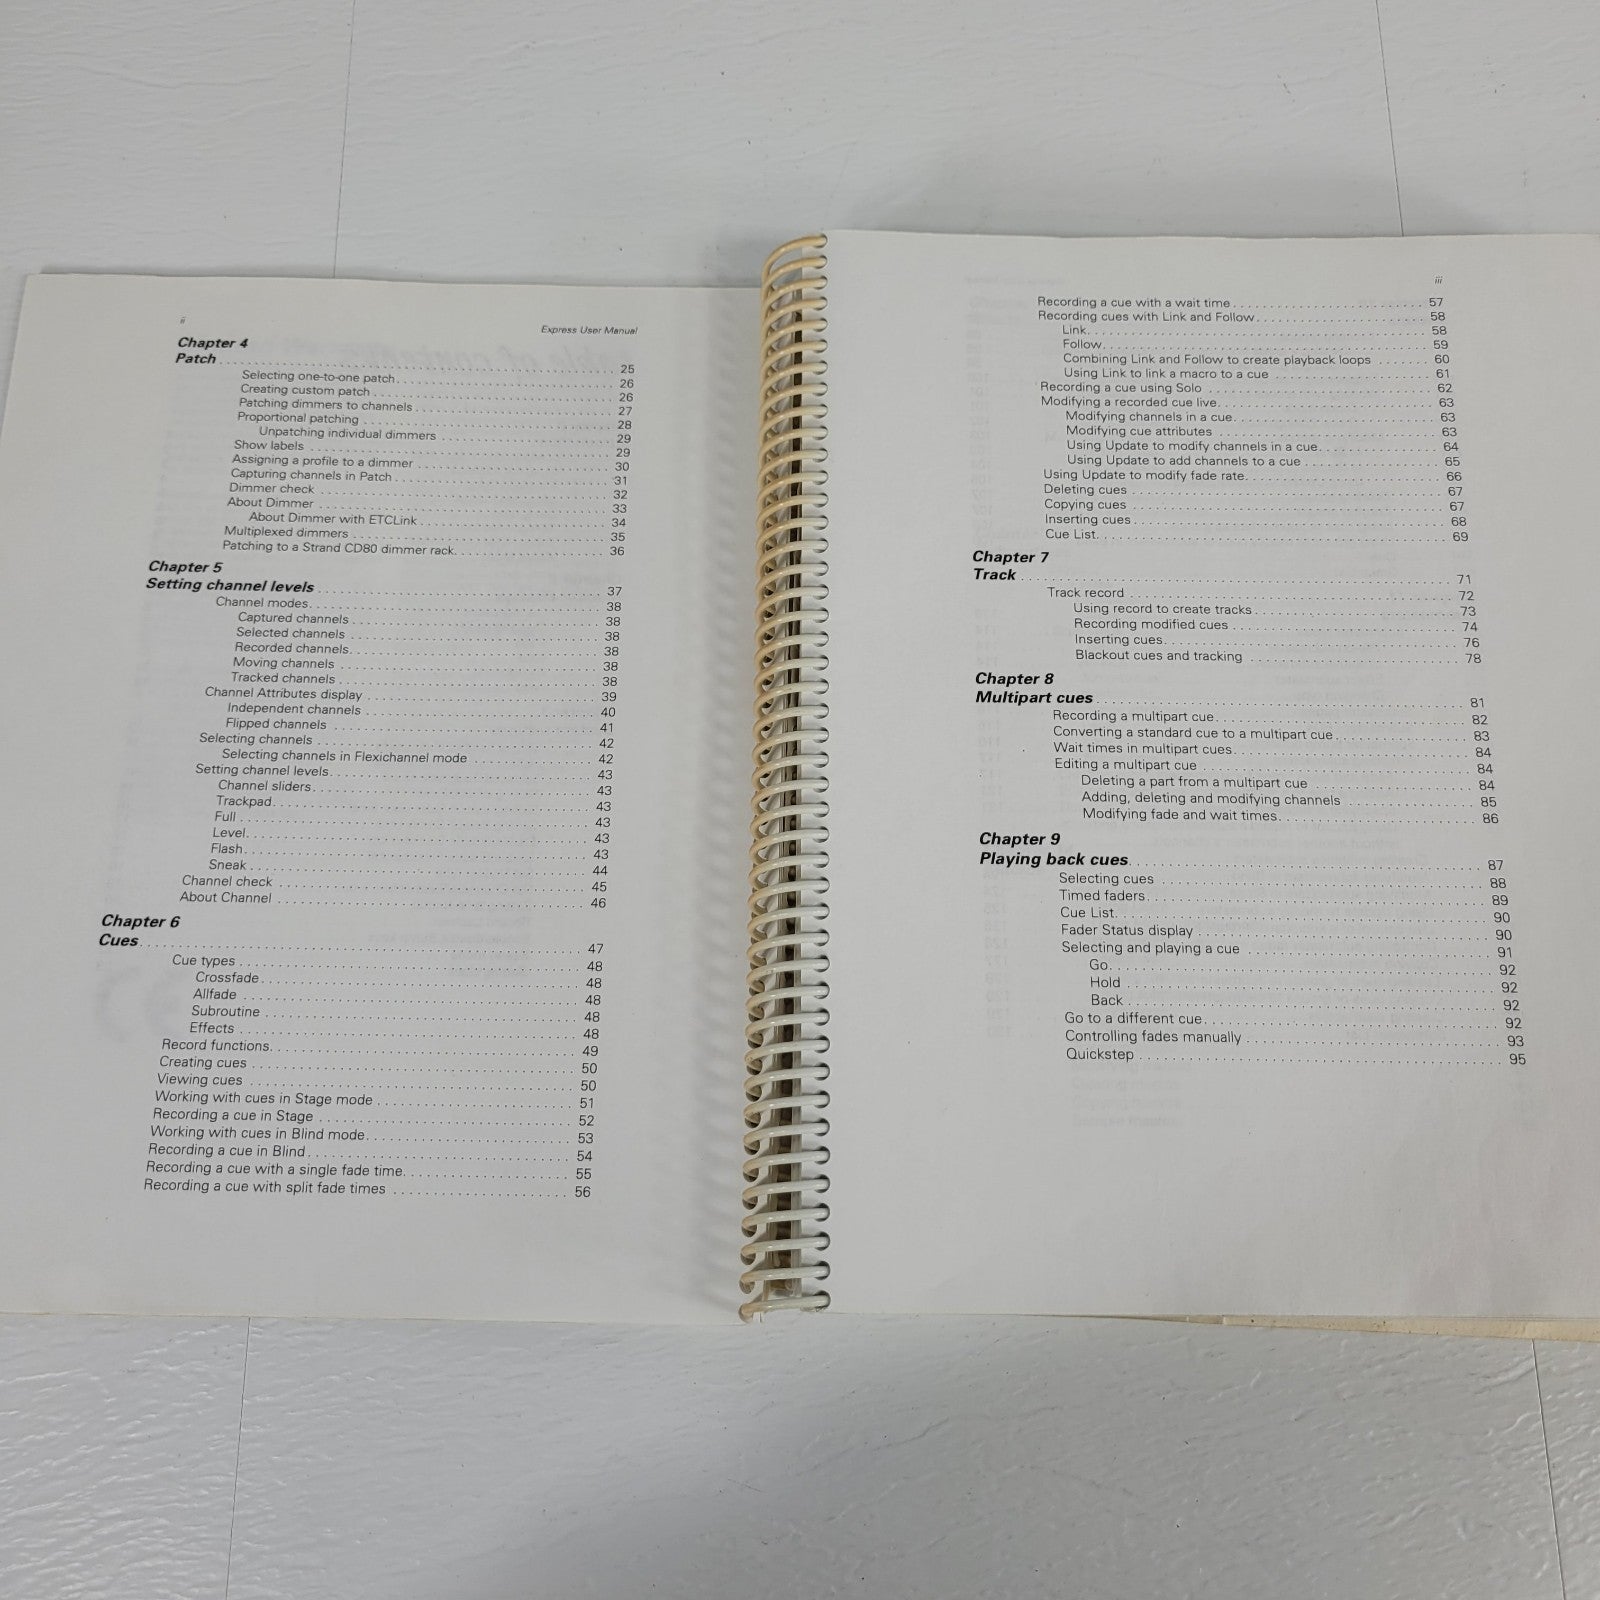 ii
Express User Manual
Chapter 4
Patch 25
Selecting one-to-one patch 26
Creating custom patch 26
Patching dimmers to channels 27
Proportional patching 28
Unpatching individual dimmers 29
Show labels 29
Assigning a profile to a dimmer 30
Capturing channels in Patch 31
Dimmer check 32
About Dimmer 33
About Dimmer with ETCLink 34
Multiplexed dimmers 35
Patching to a Strand CD80 dimmer rack. 36
Chapter 5
Setting channel levels 37
Channel modes. 38
Captured channels 38
Selected channels 38
Recorded channels. 38
Moving channels 38
Tracked channels 38
Channel Attributes display 39
Independent channels 40
Flipped channels 41
Selecting channels 42
Selecting channels in Flexichannel mode 42
Setting channel levels. 43
Channel sliders. 43
Trackpad. 43
Full 43
Level. 43
Flash. 43
Sneak 44
Channel check 45
About Channel 46
Chapter 6
Cues. 47
Cue types 48
Crossfade. 48
Allfade 48
Subroutine 48
Effects 48
Record functions. 49
Creating cues 50
Viewing cues 50
Working with cues in Stage mode 51
Recording a cue in Stage 52
Working with cues in Blind mode. 53
Recording a cue in Blind 54
Recording a cue with a single fade time. 55
Recording a cue with split fade times 56
iii
Recording a cue with a wait time 57
Recording cues with Link and Follow. 58
Link. 58
Follow. 59
Combining Link and Follow to create playback loops 60
Using Link to link a macro to a cue 61
Recording a cue using Solo 62
Modifying a recorded cue live. 63
Modifying channels in a cue. 63
Modifying cue attributes 63
Using Update to modify channels in a cue. 64
Using Update to add channels to a cue 65
Using Update to modify fade rate. 66
Deleting cues 67
Copying cues 67
Inserting cues 68
Cue List. 69
Chapter 7
Track 71
Track record 72
Using record to create tracks 73
Recording modified cues 74
Inserting cues. 76
Blackout cues and tracking 78
Chapter 8
Multipart cues 81
Recording a multipart cue. 82
Converting a standard cue to a multipart cue. 83
Wait times in multipart cues. 84
Editing a multipart cue 84
Deleting a part from a multipart cue 84
Adding, deleting and modifying channels 85
Modifying fade and wait times. 86
Chapter 9
Playing back cues. 87
Selecting cues 88
Timed faders. 89
Cue List. 90
Fader Status display 90
Selecting and playing a cue 91
Go. 92
Hold 92
Back 92
Go to a different cue. 92
Controlling fades manually 93
Quickstep 95